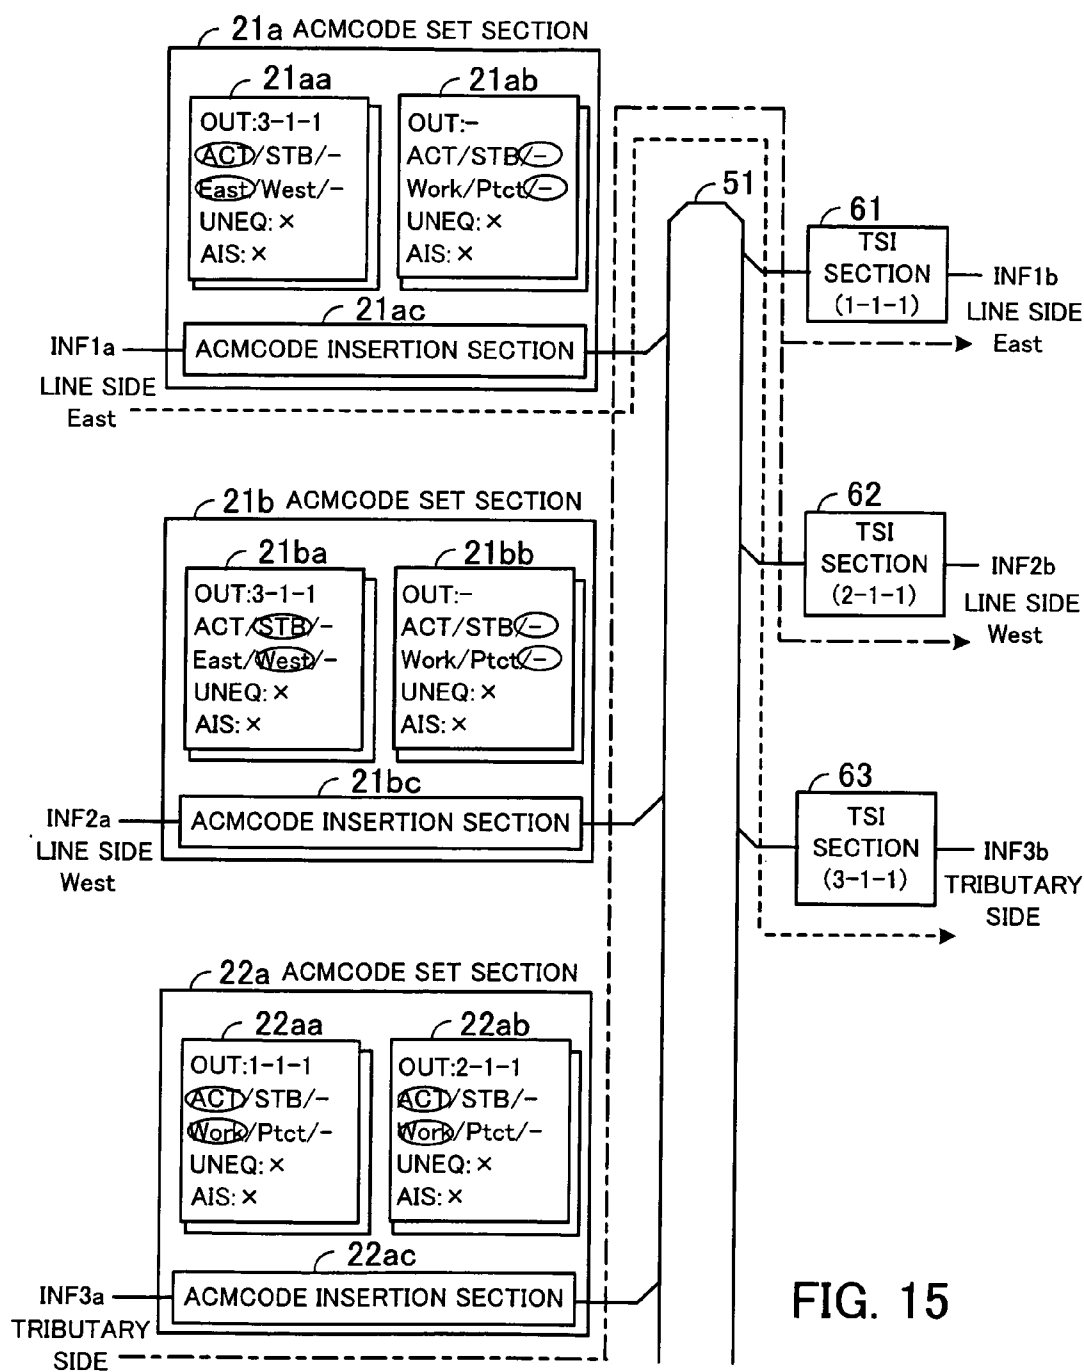 21a ACMCODE SET SECTION
21aa
OUT:3-1-1
ACT/STB/-
East/West/-
UNEQ: ×
AIS: ×
21ab
OUT:-
ACT/STB/-
Work/Ptct/-
UNEQ: ×
AIS: ×
21ac
ACMCODE INSERTION SECTION
INF1a
LINE SIDE
East
51
61
TSI
SECTION
(1-1-1)
INF1b
LINE SIDE
East
21b ACMCODE SET SECTION
21ba
OUT:3-1-1
ACT/STB/-
East/West/-
UNEQ: ×
AIS: ×
21bb
OUT:-
ACT/STB/-
Work/Ptct/-
UNEQ: ×
AIS: ×
21bc
ACMCODE INSERTION SECTION
INF2a
LINE SIDE
West
62
TSI
SECTION
(2-1-1)
INF2b
LINE SIDE
West
63
TSI
SECTION
(3-1-1)
INF3b
TRIBUTARY
SIDE
22a ACMCODE SET SECTION
22aa
OUT:1-1-1
ACT/STB/-
Work/Ptct/-
UNEQ: ×
AIS: ×
22ab
OUT:2-1-1
ACT/STB/-
Work/Ptct/-
UNEQ: ×
AIS: ×
22ac
ACMCODE INSERTION SECTION
INF3a
TRIBUTARY
SIDE
FIG. 15